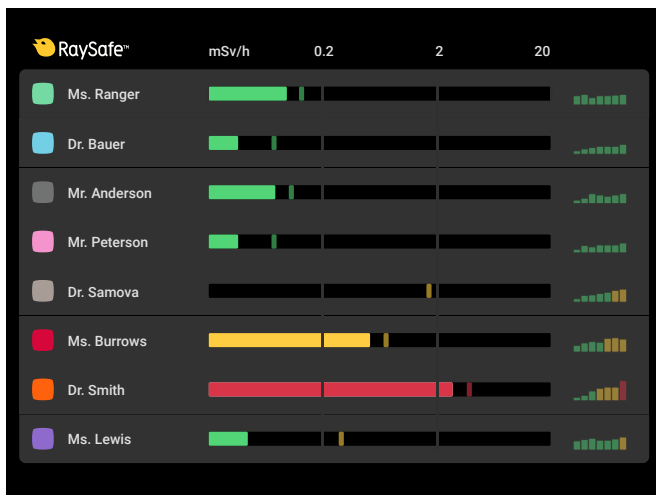 RaySafe™ mSv/h 0.2 2 20
Ms. Ranger
Dr. Bauer
Mr. Anderson
Mr. Peterson
Dr. Samova
Ms. Burrows
Dr. Smith
Ms. Lewis